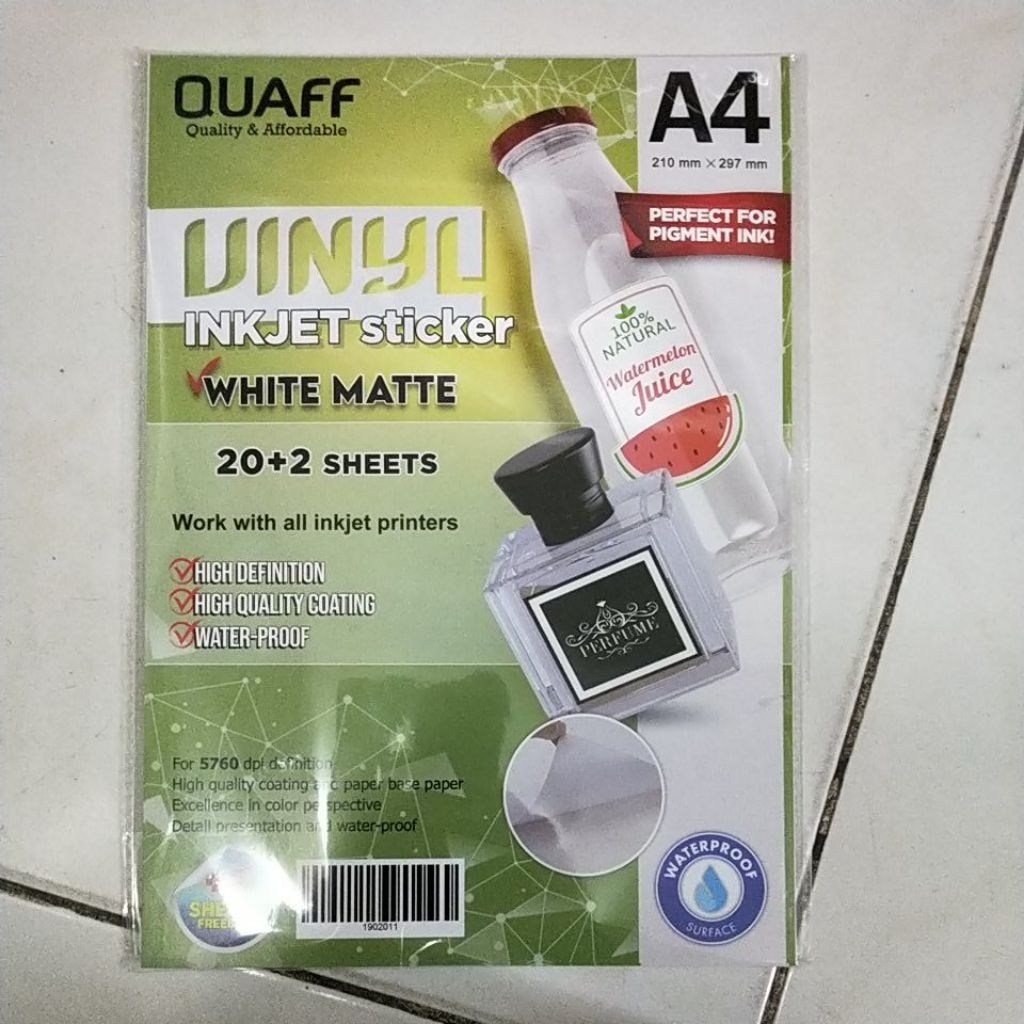 QUAFF
Quality & Affordable
A4
210 mm × 297 mm
PERFECT FOR
PIGMENT INK!
VINYL
INKJET sticker
WHITE MATTE
100%
NATURAL
Watermelon
Juice
20+2 SHEETS
Work with all inkjet printers
HIGH DEFINITION
HIGH QUALITY COATING
WATER-PROOF
PERFUME
For 5760 dpi definition
High quality coating and paper base paper
Excellence in color perspective
Detail presentation and water-proof
FREE
1902011
WATERPROOF
SURFACE